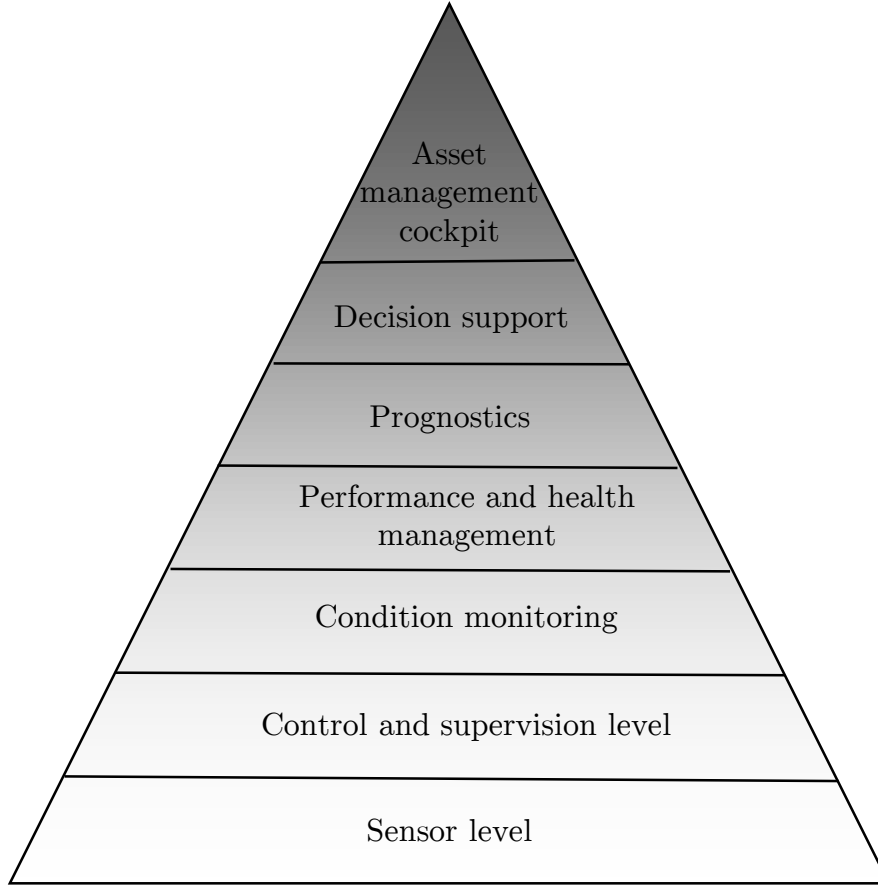 Asset
management
cockpit
Decision support
Prognostics
Performance and health
management
Condition monitoring
Control and supervision level
Sensor level